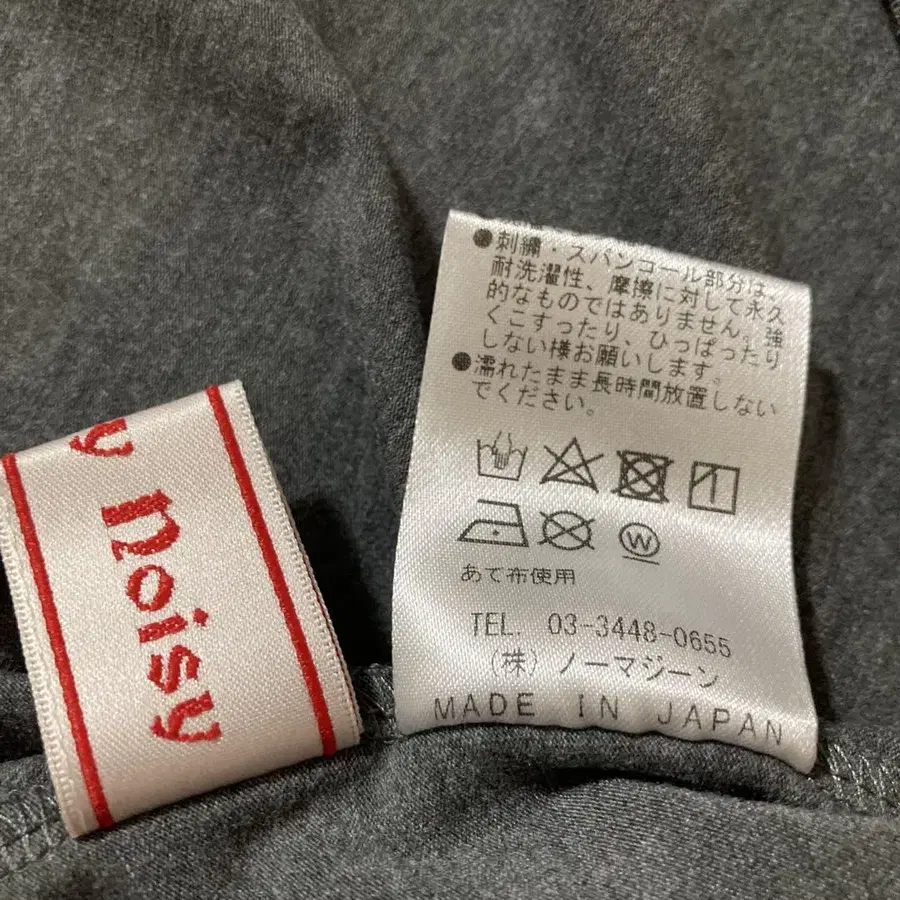 y noisy
●刺繍・スパンコール部分は、
耐洗濯性、摩擦に対して永久
的なものではありません。強
くこすったり、ひっぱったり
しない様お願いします。
●濡れたまま長時間放置しない
でください。
W
あて布使用
TEL. 03-3448-0655
(株) ノーマジーン
MADE IN JAPAN